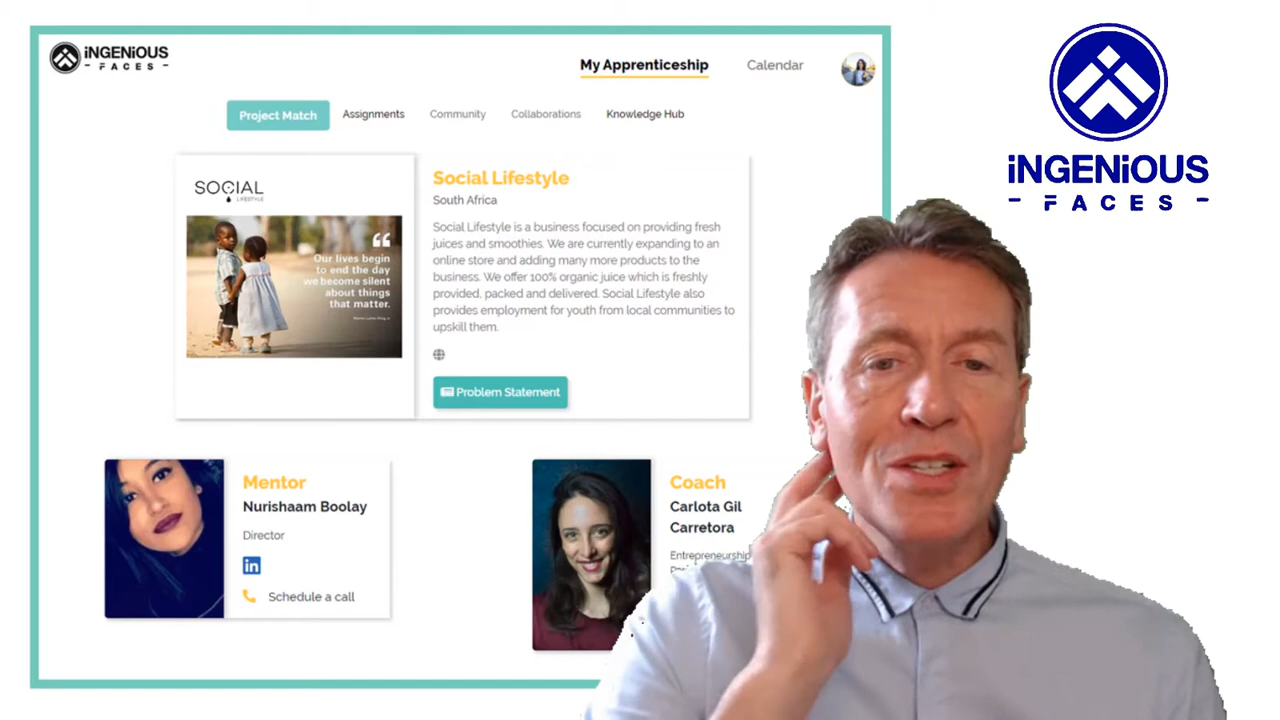 iNGENiOUS
- FACES -
My Apprenticeship
Calendar
Project Match
Assignments
Community
Collaborations
Knowledge Hub
iNGENiOUS
- FACES -
SOCIAL
LIFESTYLE
Our lives begin
to end the day
we become silent
about things
that matter.
Social Lifestyle
South Africa
Social Lifestyle is a business focused on providing fresh
juices and smoothies. We are currently expanding to an
online store and adding many more products to the
business. We offer 100% organic juice which is freshly
provided, packed and delivered. Social Lifestyle also
provides employment for youth from local communities to
upskill them.
Problem Statement
Mentor
Nurishaam Boolay
Director
in
Schedule a call
Coach
Carlota Gil
Carretora
Entrepreneurship